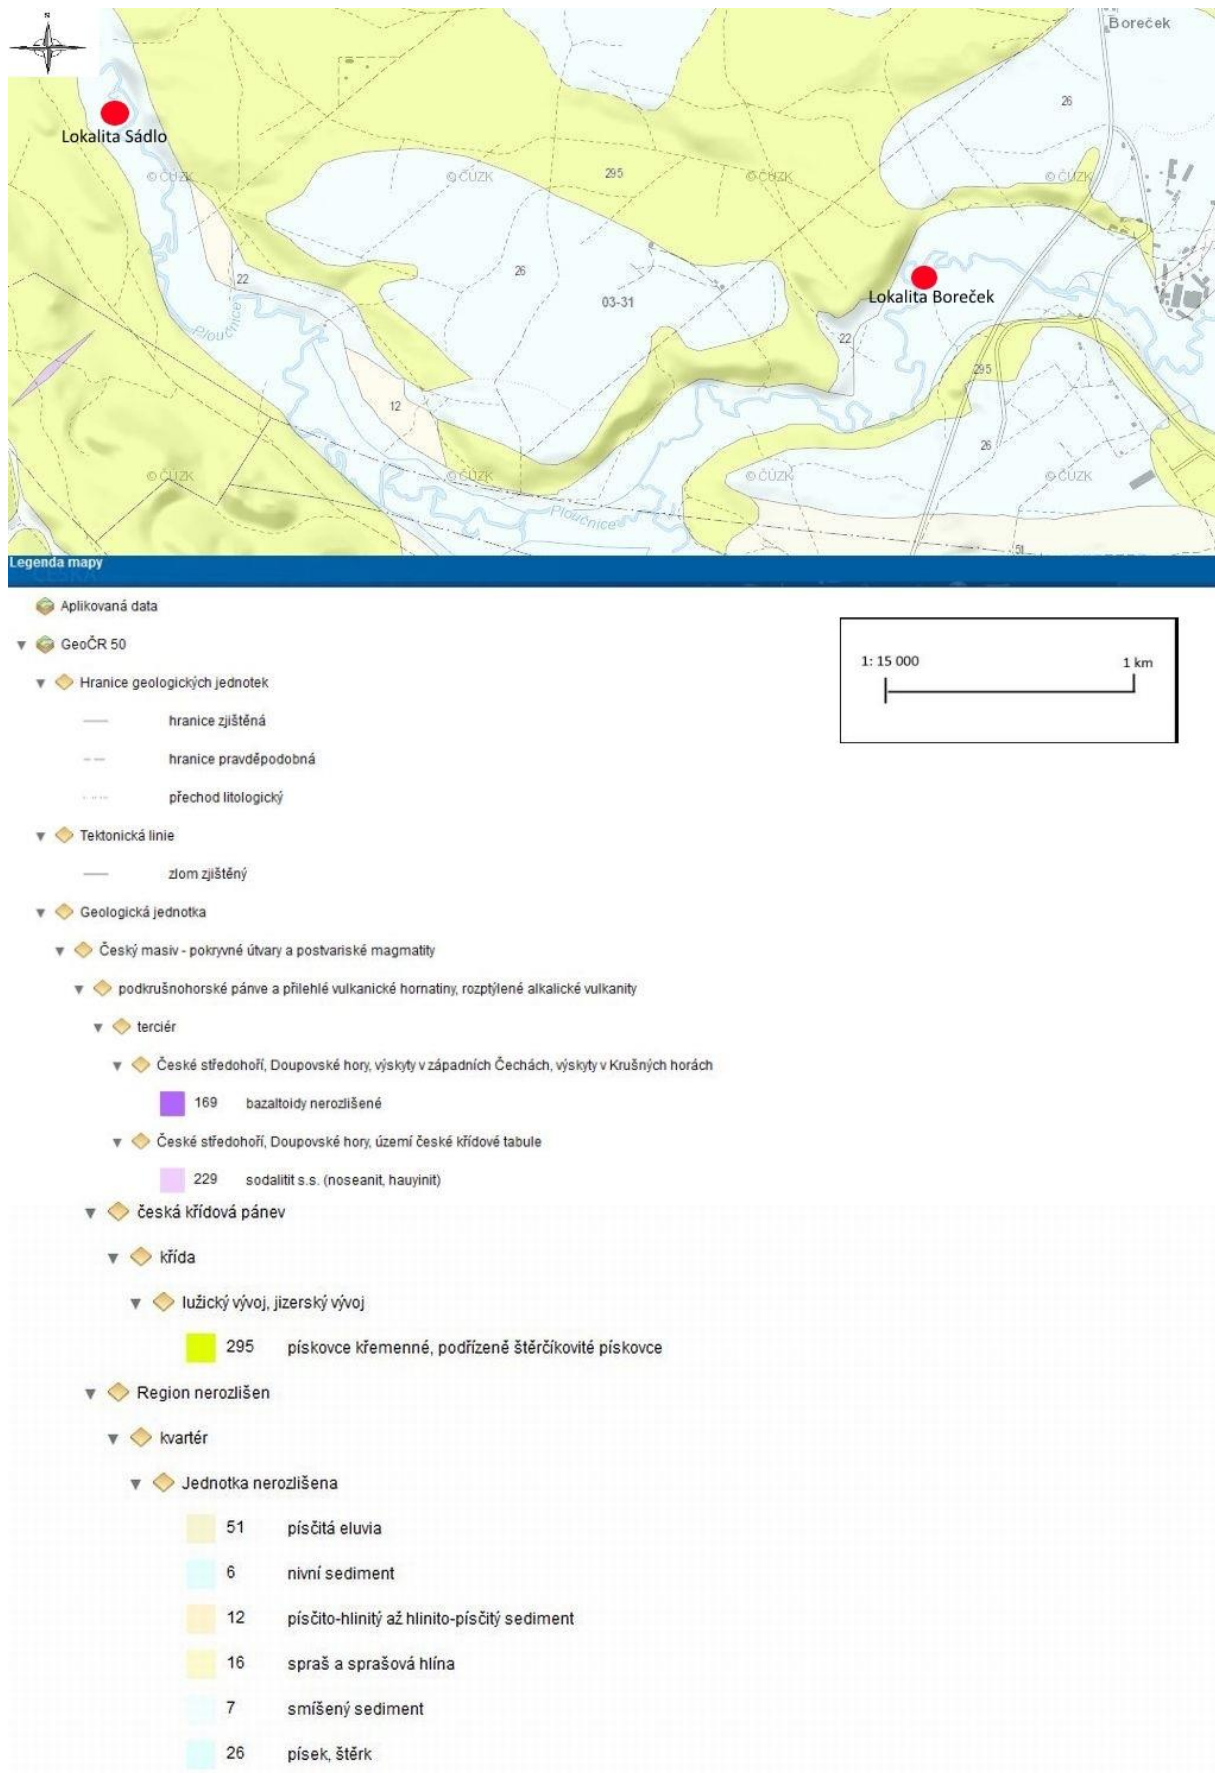 S
Boreček
26
Lokalita Sádlo
© ČÚZK
© ČÚZK
295
© ČÚZK
© ČÚZK
22
26
03-31
Lokalita Boreček
Ploučnice
22
295
12
26
© ČÚZK
© ČÚZK
© ČÚZK
© ČÚZK
Ploučnice
51
Legenda mapy
Aplikovaná data
GeoČR 50
1: 15 000 1 km
Hranice geologických jednotek
hranice zjištěná
hranice pravděpodobná
přechod litologický
Tektonická linie
zlom zjištěný
Geologická jednotka
Český masiv - pokryvné útvary a postvariské magmatity
podkrušnohorské pánve a přilehlé vulkanické hornatiny, rozptýlené alkalické vulkanity
terciér
České středohoří, Doupovské hory, výskyty v západních Čechách, výskyty v Krušných horách
169 bazaltoidy nerozlišené
České středohoří, Doupovské hory, území české křídové tabule
229 sodalitit s.s. (noseanit, hauyinit)
česká křídová pánev
křída
lužický vývoj, jizerský vývoj
295 pískovce křemenné, podřízeně štěrčíkovité pískovce
Region nerozlišen
kvartér
Jednotka nerozlišena
51 písčitá eluvia
6 nivní sediment
12 písčito-hlinitý až hlinito-písčitý sediment
16 spraš a sprašová hlína
7 smíšený sediment
26 písek, štěrk